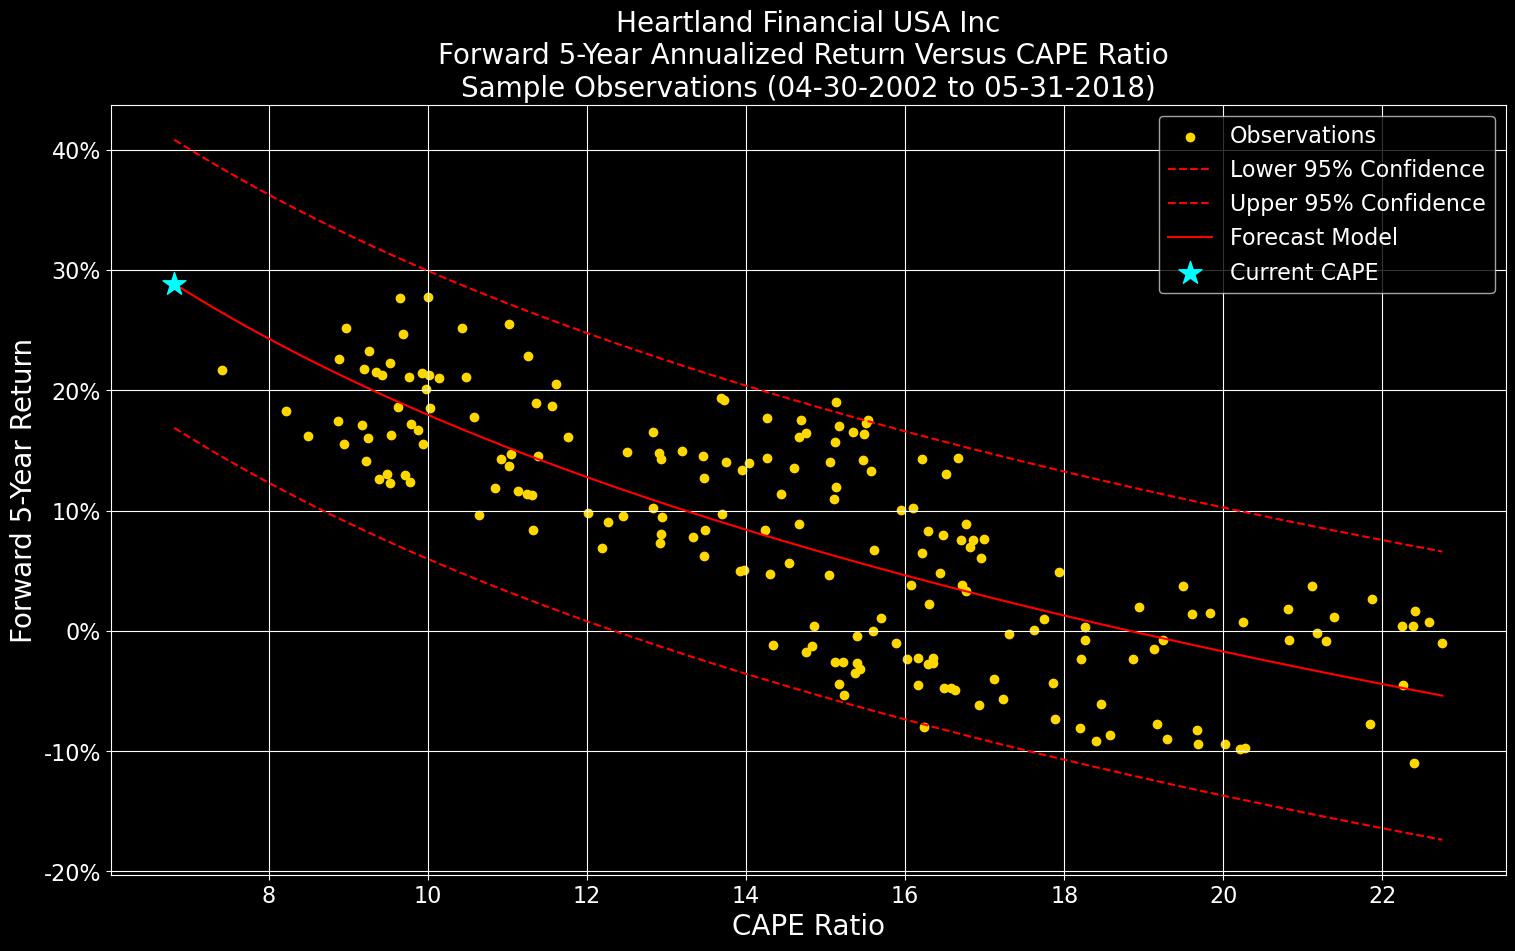 Heartland Financial USA Inc
Forward 5-Year Annualized Return Versus CAPE Ratio
Sample Observations (04-30-2002 to 05-31-2018)
Observations
Lower 95% Confidence
Upper 95% Confidence
Forecast Model
Current CAPE
Forward 5-Year Return
40%
30%
20%
10%
0%
-10%
-20%
8 10 12 14 16 18 20 22
CAPE Ratio